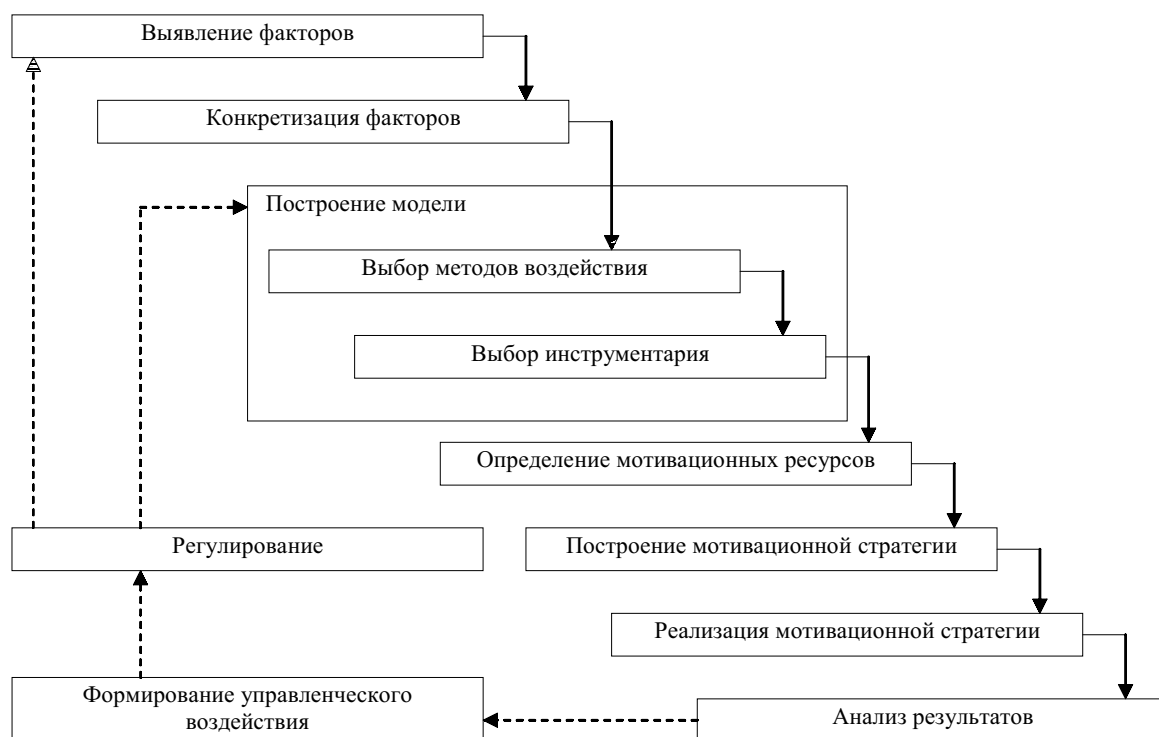 Выявление факторов
Конкретизация факторов
Построение модели
Выбор методов воздействия
Выбор инструментария
Определение мотивационных ресурсов
Регулирование
Построение мотивационной стратегии
Реализация мотивационной стратегии
Формирование управленческого
воздействия
Анализ результатов